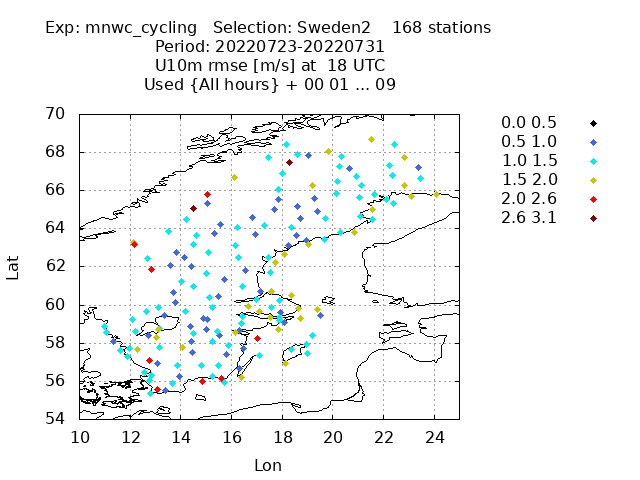 Exp: mnwc_cycling Selection: Sweden2 168 stations
Period: 20220723-20220731
U10m rmse [m/s] at 18 UTC
Used {All hours} + 00 01 ... 09
70
68
66
64
62
60
58
56
54
Lat
10 12 14 16 18 20 22 24
Lon
0.0 0.5
0.5 1.0
1.0 1.5
1.5 2.0
2.0 2.6
2.6 3.1